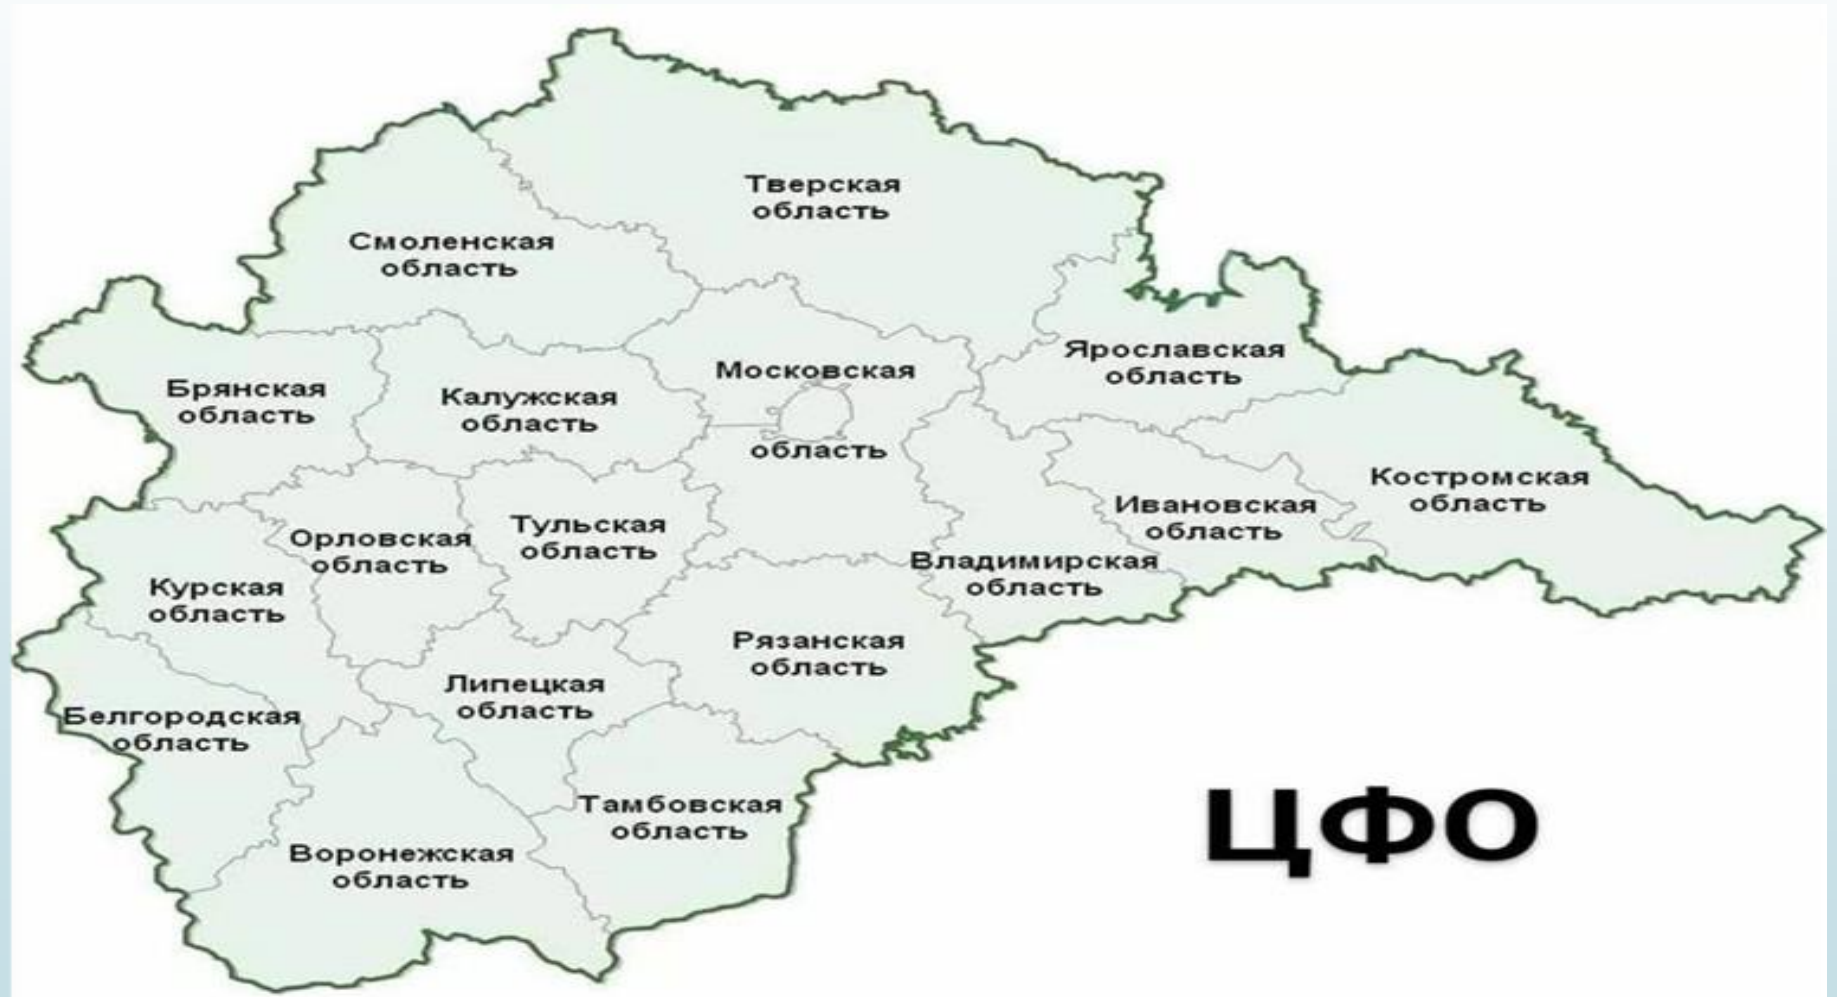 Тверская
область
Смоленская
область
Ярославская
область
Московская
область
Брянская
область
Калужская
область
Костромская
область
Ивановская
область
Тульская
область
Орловская
область
Владимирская
область
Курская
область
Рязанская
область
Липецкая
область
Белгородская
область
Тамбовская
область
Воронежская
область
ЦФО